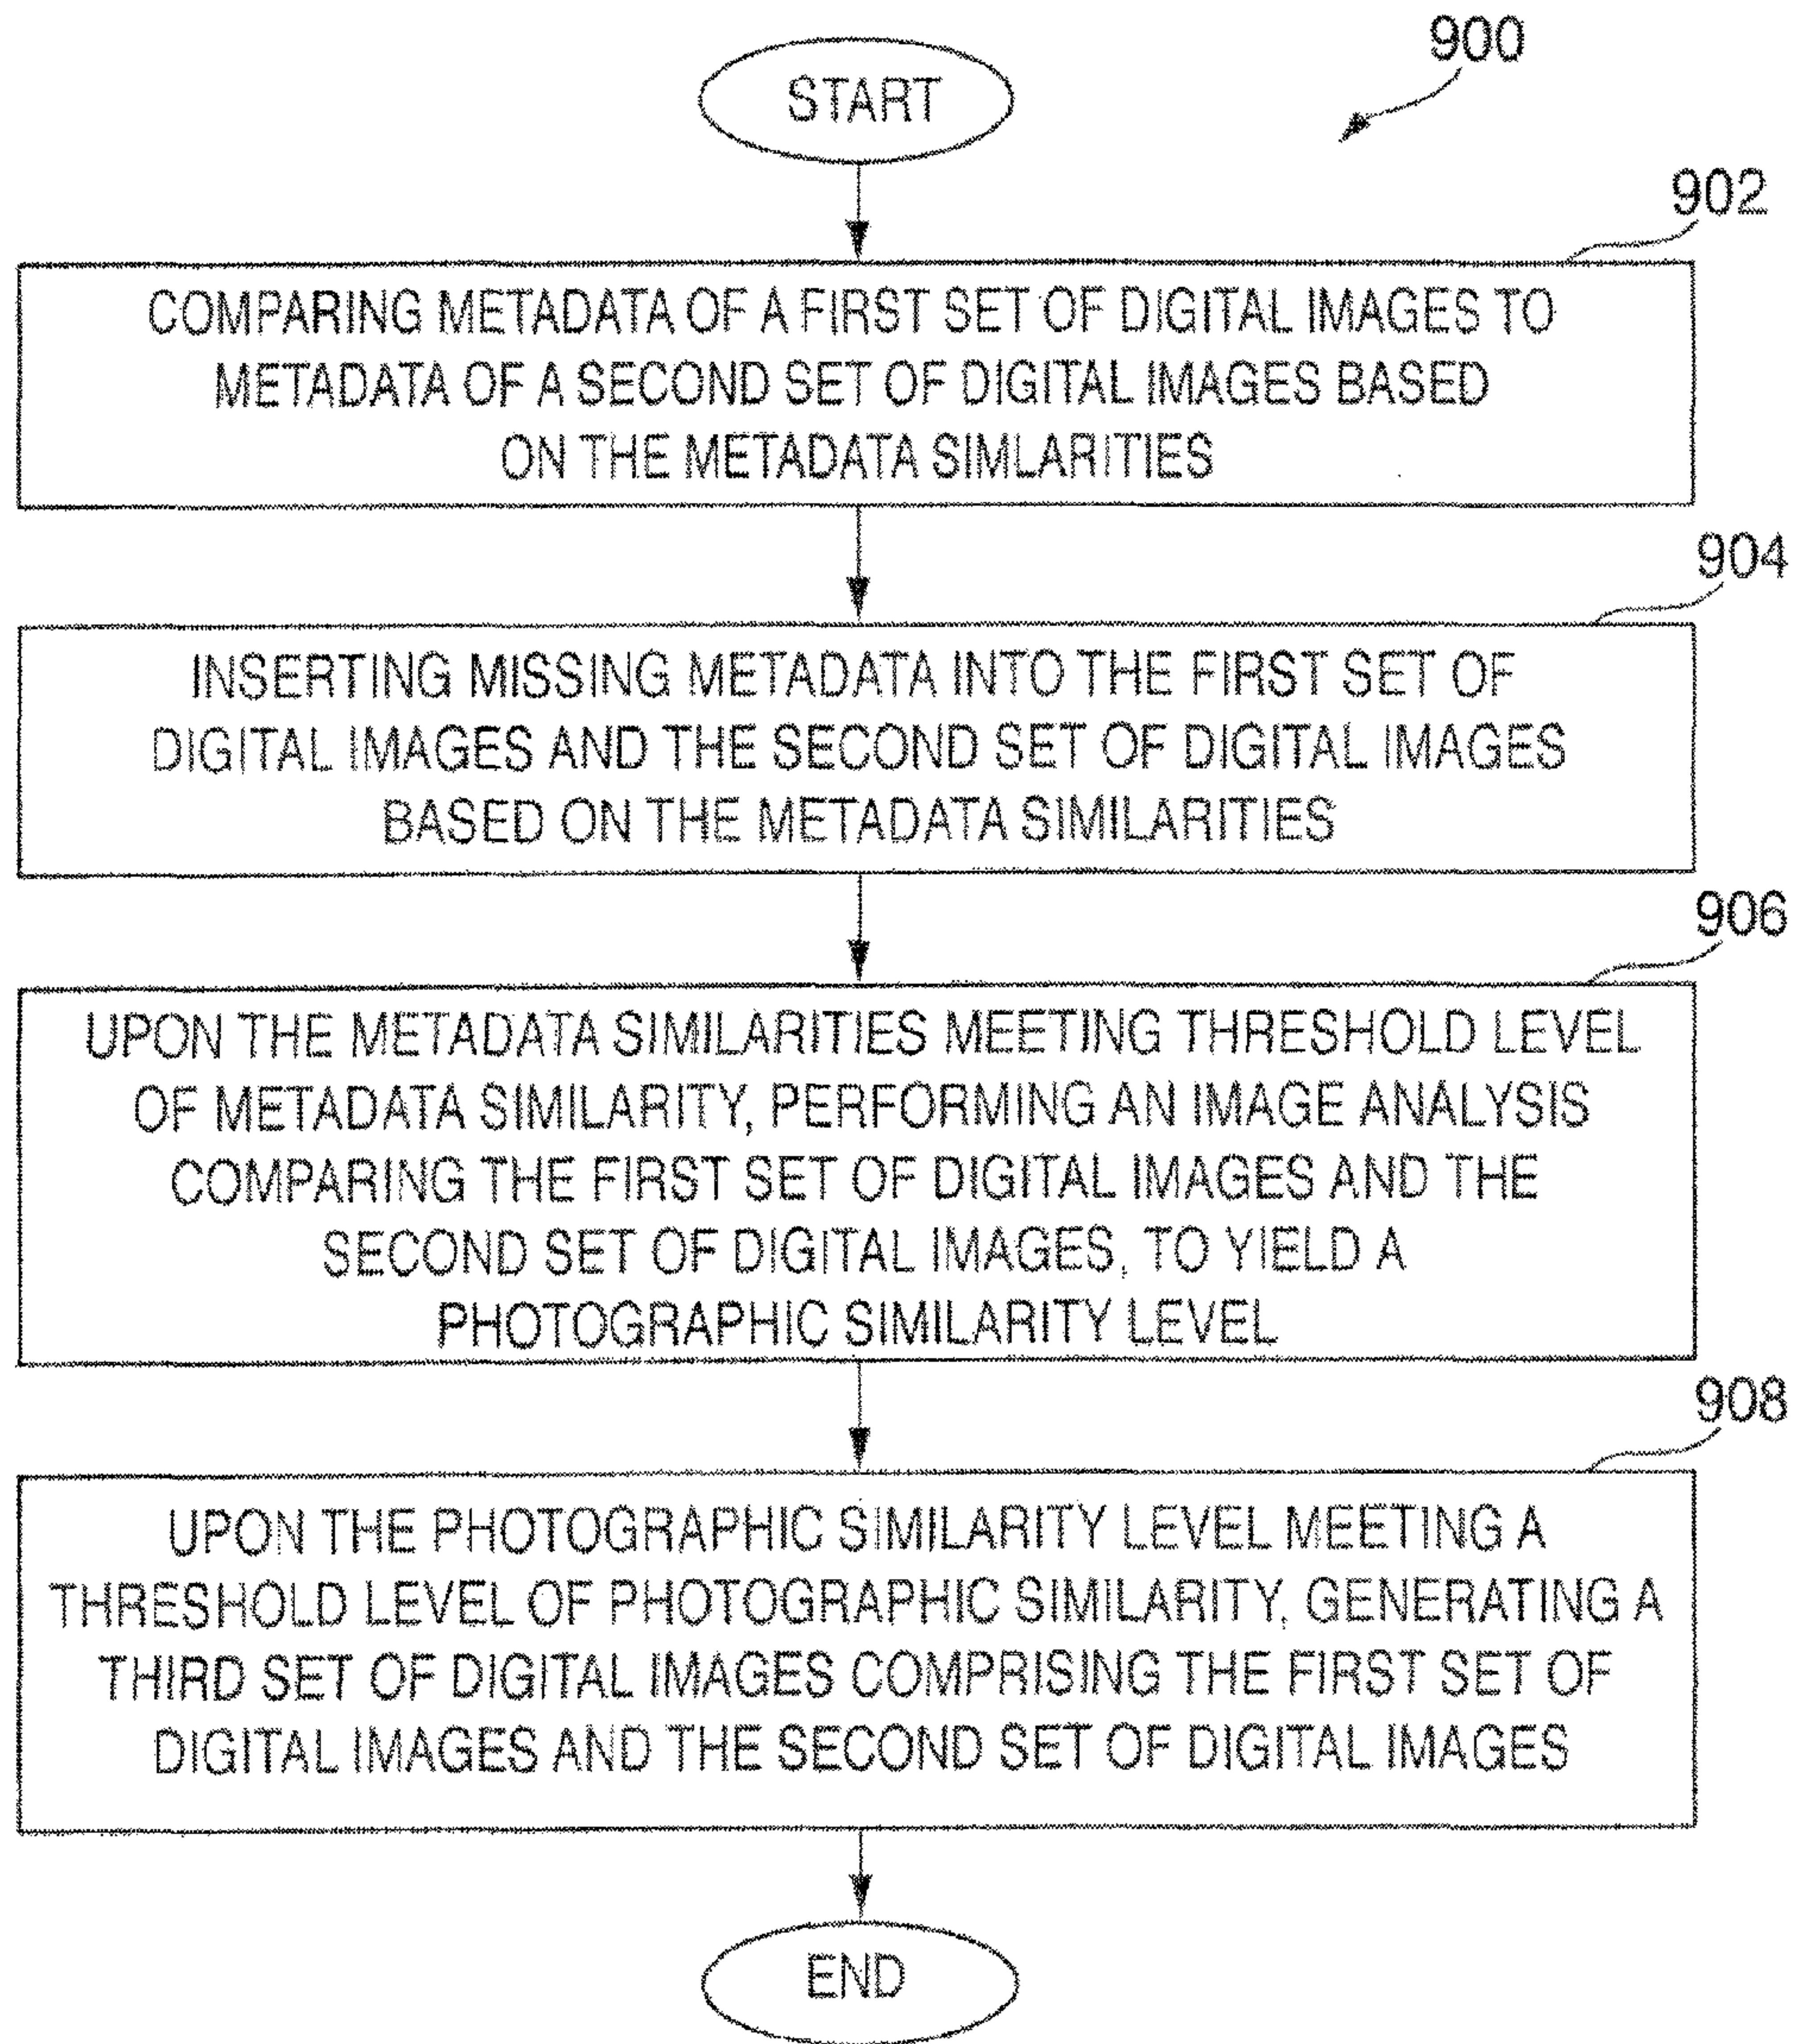 900
START
902
COMPARING METADATA OF A FIRST SET OF DIGITAL IMAGES TO
METADATA OF A SECOND SET OF DIGITAL IMAGES BASED
ON THE METADATA SIMLARITIES
904
INSERTING MISSING METADATA INTO THE FIRST SET OF
DIGITAL IMAGES AND THE SECOND SET OF DIGITAL IMAGES
BASED ON THE METADATA SIMILARITIES
906
UPON THE METADATA SIMILARITIES MEETING THRESHOLD LEVEL
OF METADATA SIMILARITY, PERFORMING AN IMAGE ANALYSIS
COMPARING THE FIRST SET OF DIGITAL IMAGES AND THE
SECOND SET OF DIGITAL IMAGES, TO YIELD A
PHOTOGRAPHIC SIMILARITY LEVEL
908
UPON THE PHOTOGRAPHIC SIMILARITY LEVEL MEETING A
THRESHOLD LEVEL OF PHOTOGRAPHIC SIMILARITY, GENERATING A
THIRD SET OF DIGITAL IMAGES COMPRISING THE FIRST SET OF
DIGITAL IMAGES AND THE SECOND SET OF DIGITAL IMAGES
END